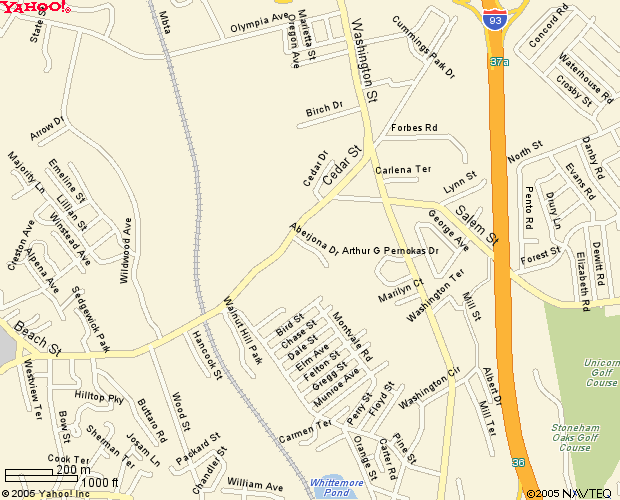 YAHOO!
State St
Mbta
Olympia Ave
Marietta St
Oregon Ave
Washington St
Cummings Park Dr
93
37a
Concord Rd
Waterhouse Rd
Crosby St
Birch Dr
Forbes Rd
Arrow Dr
Cedar Dr
Cedar St
Carlena Ter
North St
Danby Rd
Evans Rd
Majority Ln
Emeline St
Lillian St
Winstead Ave
Lynn St
Pento Rd
Drury Ln
Creston Ave
Alpena Ave
Wildwood Ave
Aberjona Dr
Arthur G Pernokas Dr
George Ave
Salem St
Forest St
Elizabeth Rd
Dewitt Rd
Sedgewick Park
Marilyn Ct
Washington Ter
Mill St
Beach St
Walnut Hill Park
Hancock St
Bird St
Chase St
Dale St
Elm Ave
Felton St
Gregg St
Munroe Ave
Montvale Rd
Unicorn
Golf
Course
Westview Ter
Hilltop Pky
Bow St
Buttaro Rd
Wood St
Washington Cir
Albert Dr
Mill Ter
Perry St
Floyd St
Sherman Ter
Josam Ln
Packard St
Carmen Ter
Pine St
Carter Rd
Orange St
Stoneham
Oaks Golf
Course
Cook Ter
Chandler St
36
200 m
1000 ft
William Ave
Whittemore
Pond
©2005 Yahoo! Inc
©2005 NAVTEQ